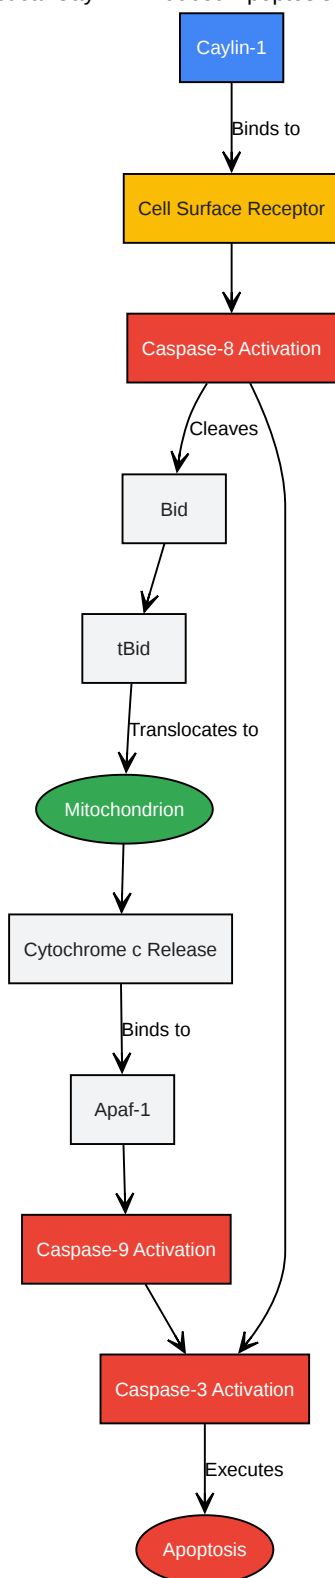 Caylin-1
Binds to
Cell Surface Receptor
Caspase-8 Activation
Cleaves
Bid
tBid
Translocates to
Mitochondrion
Cytochrome c Release
Binds to
Apaf-1
Caspase-9 Activation
Caspase-3 Activation
Executes
Apoptosis